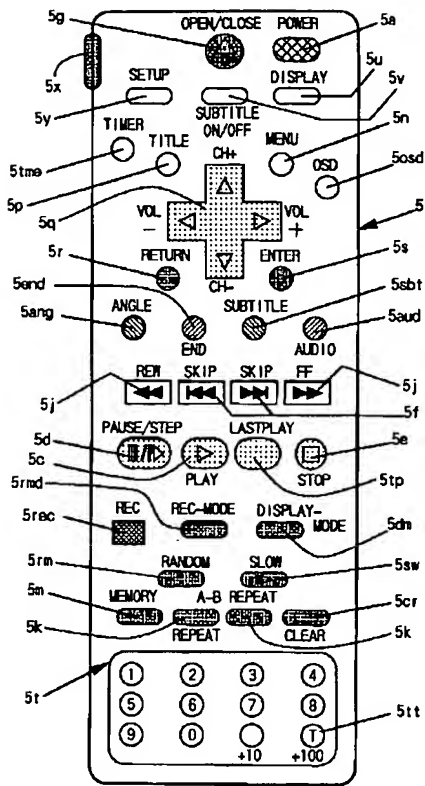 5g OPEN/CLOSE POWER 5a
5x 5u
SETUP DISPLAY 5v
5y SUBTITLE
ON/OFF 5n
TIMER
TITLE MENU
5tme CH+ OSD 5osd
5p
5q VOL VOL 5
- +
5r RETURN ENTER 5s
5end CH-
ANGLE SUBTITLE 5sbt
5ang 5aud
END AUDIO
REW SKIP SKIP FF
5j 5j
5f
PAUSE/STEP LASTPLAY
5d 5e
5c PLAY STOP
5rmd 5tp
REC REC-MODE DISPLAY-
MODE
5rec 5dm
RANDOM SLOW
5rm 5sw
MEMORY A-B REPEAT
5m 5cr
5k REPEAT CLEAR 5k
5t 1 2 3 4
5 6 7 8 5tt
9 0 T
+10 +100